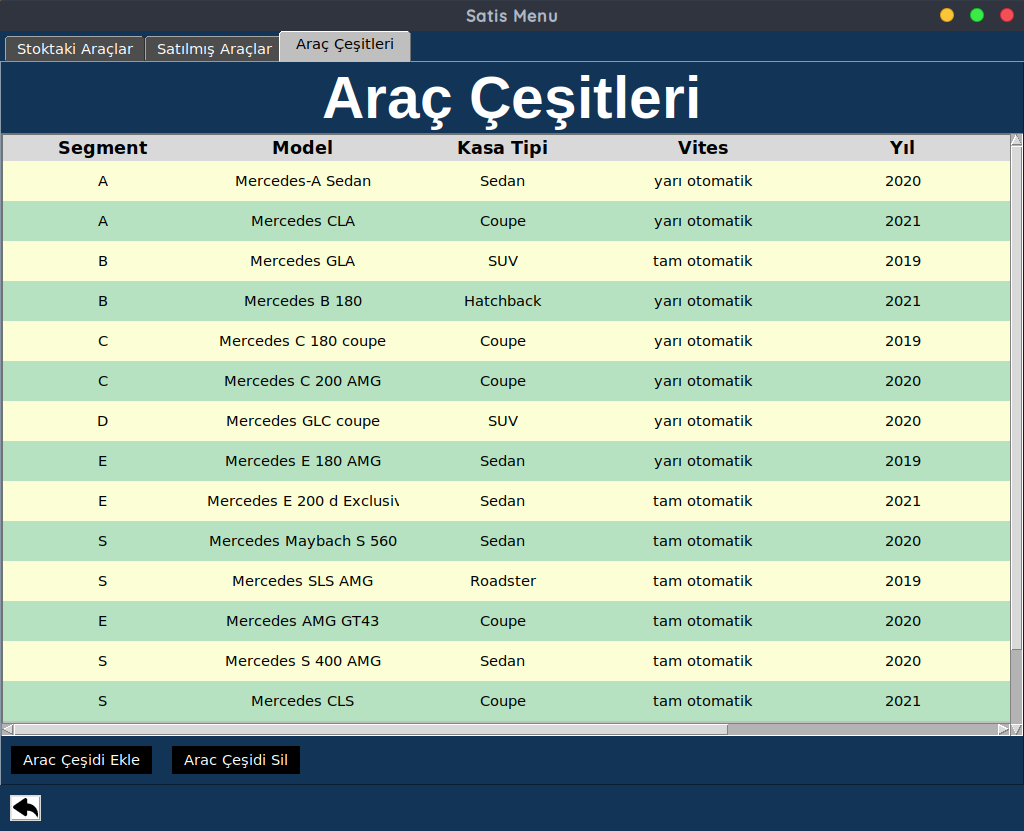 Satis Menu
Stoktaki Araçlar Satılmış Araçlar Araç Çeşitleri
Araç Çeşitleri
Segment Model Kasa Tipi Vites Yıl
A Mercedes-A Sedan Sedan yarı otomatik 2020
A Mercedes CLA Coupe yarı otomatik 2021
B Mercedes GLA SUV tam otomatik 2019
B Mercedes B 180 Hatchback yarı otomatik 2021
C Mercedes C 180 coupe Coupe yarı otomatik 2019
C Mercedes C 200 AMG Coupe yarı otomatik 2020
D Mercedes GLC coupe SUV yarı otomatik 2020
E Mercedes E 180 AMG Sedan yarı otomatik 2019
E Mercedes E 200 d Exclusiv Sedan tam otomatik 2021
S Mercedes Maybach S 560 Sedan tam otomatik 2020
S Mercedes SLS AMG Roadster tam otomatik 2019
E Mercedes AMG GT43 Coupe tam otomatik 2020
S Mercedes S 400 AMG Sedan tam otomatik 2020
S Mercedes CLS Coupe tam otomatik 2021
Arac Çeşidi Ekle Arac Çeşidi Sil